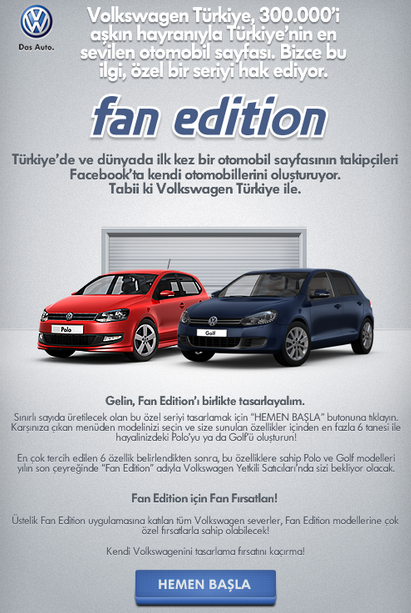 Das Auto.
Volkswagen Türkiye, 300.000'i
aşkın hayranıyla Türkiye'nin en
sevilen otomobil sayfası. Bizce bu
ilgi, özel bir seriyi hak ediyor.
fan edition
Türkiye'de ve dünyada ilk kez bir otomobil sayfasının takipçileri
Facebook'ta kendi otomobillerini oluşturuyor.
Tabii ki Volkswagen Türkiye ile.
Polo
Golf
Gelin, Fan Edition'ı birlikte tasarlayalım.
Sınırlı sayıda üretilecek olan bu özel seriyi tasarlamak için "HEMEN BAŞLA" butonuna tıklayın.
Karşınıza çıkan menüden modelinizi seçin ve size sunulan özellikler içinden en fazla 6 tanesi ile
hayalinizdeki Polo'yu ya da Golf'ü oluşturun!
En çok tercih edilen 6 özellik belirlendikten sonra, bu özelliklere sahip Polo ve Golf modelleri
yılın son çeyreğinde "Fan Edition" adıyla Volkswagen Yetkili Satıcıları'nda sizi bekliyor olacak.
Fan Edition için Fan Fırsatları!
Üstelik Fan Edition uygulamasına katılan tüm Volkswagen severler, Fan Edition modellerine çok
özel fırsatlarla sahip olabilecek!
Kendi Volkswagenini tasarlama fırsatını kaçırma!
HEMEN BAŞLA